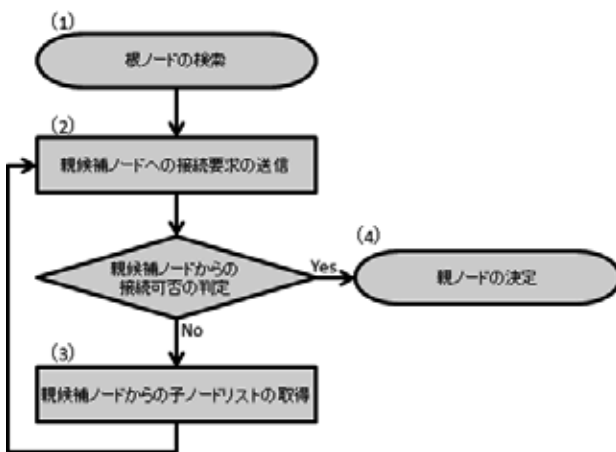 (1)
根ノードの検索
(2)
親候補ノードへの接続要求の送信
親候補ノードからの
接続可否の判定
Yes
(4)
親ノードの決定
No
(3)
親候補ノードからの子ノードリストの取得